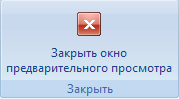 Закрыть окно
предварительного просмотра
Закрыть